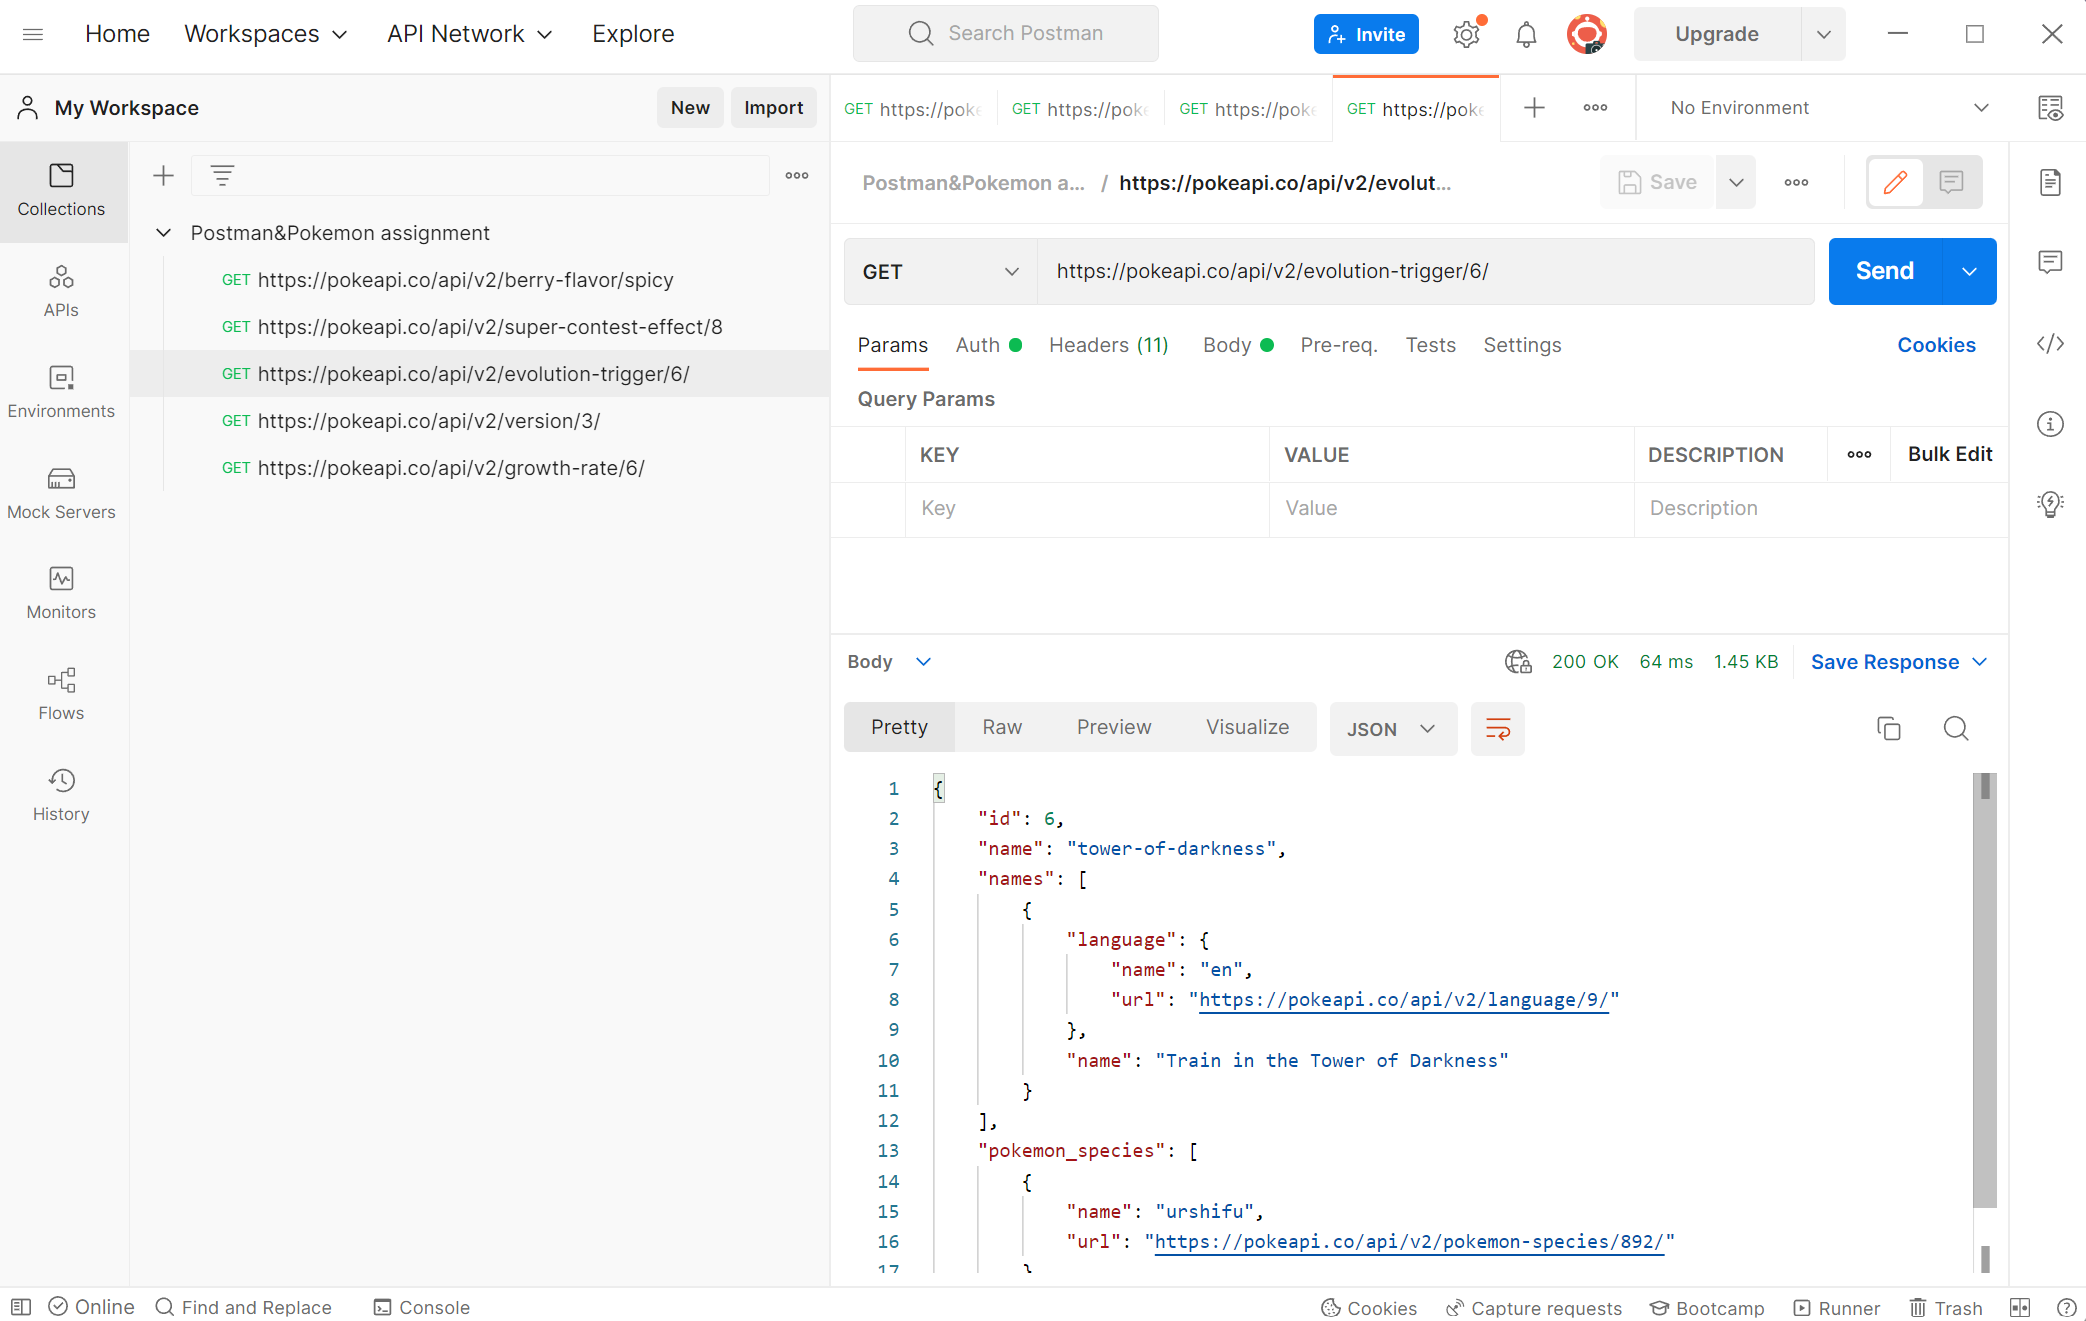 Home Workspaces API Network Explore Search Postman Invite Upgrade
My Workspace New Import
GET https://poke GET https://poke GET https://poke GET https://poke No Environment
Collections
APIs
Environments
Mock Servers
Monitors
Flows
History
Postman&Pokemon assignment
GET https://pokeapi.co/api/v2/berry-flavor/spicy
GET https://pokeapi.co/api/v2/super-contest-effect/8
GET https://pokeapi.co/api/v2/evolution-trigger/6/
GET https://pokeapi.co/api/v2/version/3/
GET https://pokeapi.co/api/v2/growth-rate/6/
Postman&Pokemon a... / https://pokeapi.co/api/v2/evolut... Save
GET https://pokeapi.co/api/v2/evolution-trigger/6/ Send
Params Auth Headers (11) Body Pre-req. Tests Settings Cookies
Query Params
KEY VALUE DESCRIPTION Bulk Edit
Key Value Description
Body 200 OK 64 ms 1.45 KB Save Response
Pretty Raw Preview Visualize JSON
1 {
2 "id": 6,
3 "name": "tower-of-darkness",
4 "names": [
5 {
6 "language": {
7 "name": "en",
8 "url": "https://pokeapi.co/api/v2/language/9/"
9 },
10 "name": "Train in the Tower of Darkness"
11 }
12 ],
13 "pokemon_species": [
14 {
15 "name": "urshifu",
16 "url": "https://pokeapi.co/api/v2/pokemon-species/892/"
17 }
Online Find and Replace Console Cookies Capture requests Bootcamp Runner Trash